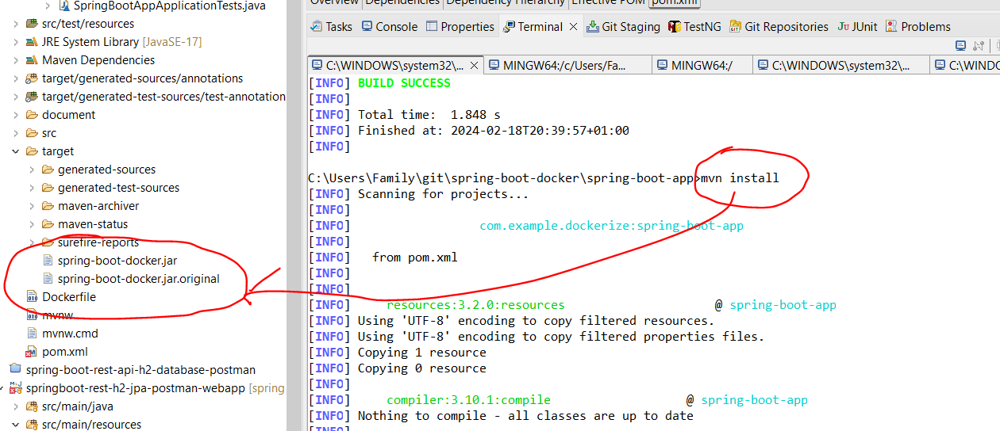 SpringBootAppApplicationTests.java
src/test/resources
JRE System Library [JavaSE-17]
Maven Dependencies
target/generated-sources/annotations
target/generated-test-sources/test-annotation
document
src
target
generated-sources
generated-test-sources
maven-archiver
maven-status
surefire-reports
spring-boot-docker.jar
spring-boot-docker.jar.original
Dockerfile
mvnw
mvnw.cmd
pom.xml
spring-boot-rest-api-h2-database-postman
springboot-rest-h2-jpa-postman-webapp [spring
src/main/java
src/main/resources
Overview Dependencies Dependency Hierarchy Effective POM pom.xml
Tasks Console Properties Terminal Git Staging TestNG Git Repositories JUnit Problems
C:\WINDOWS\system32\... MINGW64:/c/Users/Fa... MINGW64:/ C:\WINDOWS\system32\... C:\WIND
[INFO] BUILD SUCCESS
[INFO]
[INFO] Total time:  1.848 s
[INFO] Finished at: 2024-02-18T20:39:57+01:00
[INFO]
C:\Users\Family\git\spring-boot-docker\spring-boot-app>mvn install
[INFO] Scanning for projects...
[INFO]
[INFO] com.example.dockerize:spring-boot-app
[INFO]
[INFO] from pom.xml
[INFO]
[INFO]
[INFO] resources:3.2.0:resources @ spring-boot-app
[INFO] Using 'UTF-8' encoding to copy filtered resources.
[INFO] Using 'UTF-8' encoding to copy filtered properties files.
[INFO] Copying 1 resource
[INFO] Copying 0 resource
[INFO]
[INFO] compiler:3.10.1:compile @ spring-boot-app
[INFO] Nothing to compile - all classes are up to date
[INFO]